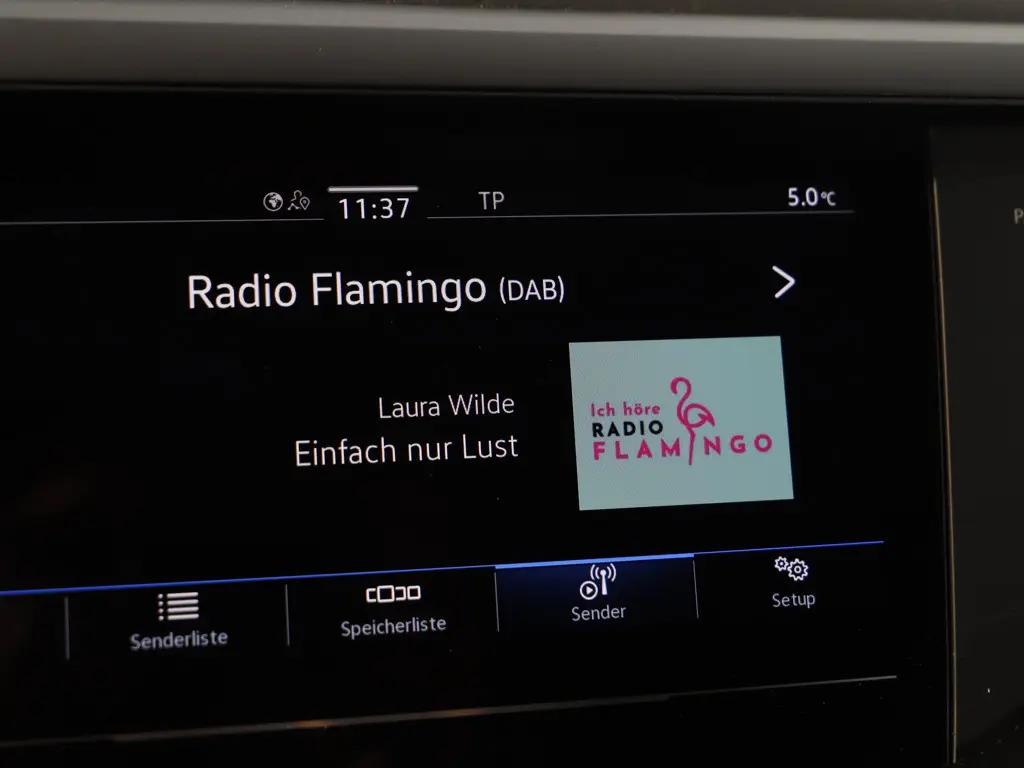 11:37 TP 5.0°C
P
Radio Flamingo (DAB)
Laura Wilde
Einfach nur Lust
Ich höre
RADIO
FLAMINGO
Senderliste Speicherliste Sender Setup